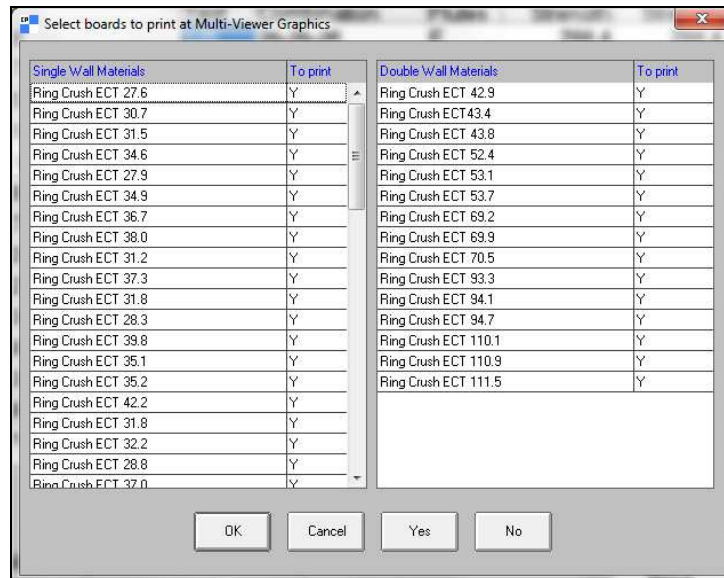 Select boards to print at Multi-Viewer Graphics
Single Wall Materials To print
Ring Crush ECT 27.6 Y
Ring Crush ECT 30.7 Y
Ring Crush ECT 31.5 Y
Ring Crush ECT 34.6 Y
Ring Crush ECT 27.9 Y
Ring Crush ECT 34.9 Y
Ring Crush ECT 36.7 Y
Ring Crush ECT 38.0 Y
Ring Crush ECT 31.2 Y
Ring Crush ECT 37.3 Y
Ring Crush ECT 31.8 Y
Ring Crush ECT 28.3 Y
Ring Crush ECT 39.8 Y
Ring Crush ECT 35.1 Y
Ring Crush ECT 35.2 Y
Ring Crush ECT 42.2 Y
Ring Crush ECT 31.8 Y
Ring Crush ECT 32.2 Y
Ring Crush ECT 28.8 Y
Ring Crush ECT 37.0 Y
Double Wall Materials To print
Ring Crush ECT 42.9 Y
Ring Crush ECT43.4 Y
Ring Crush ECT 43.8 Y
Ring Crush ECT 52.4 Y
Ring Crush ECT 53.1 Y
Ring Crush ECT 53.7 Y
Ring Crush ECT 69.2 Y
Ring Crush ECT 69.9 Y
Ring Crush ECT 70.5 Y
Ring Crush ECT 93.3 Y
Ring Crush ECT 94.1 Y
Ring Crush ECT 94.7 Y
Ring Crush ECT 110.1 Y
Ring Crush ECT 110.9 Y
Ring Crush ECT 111.5 Y
OK Cancel Yes No